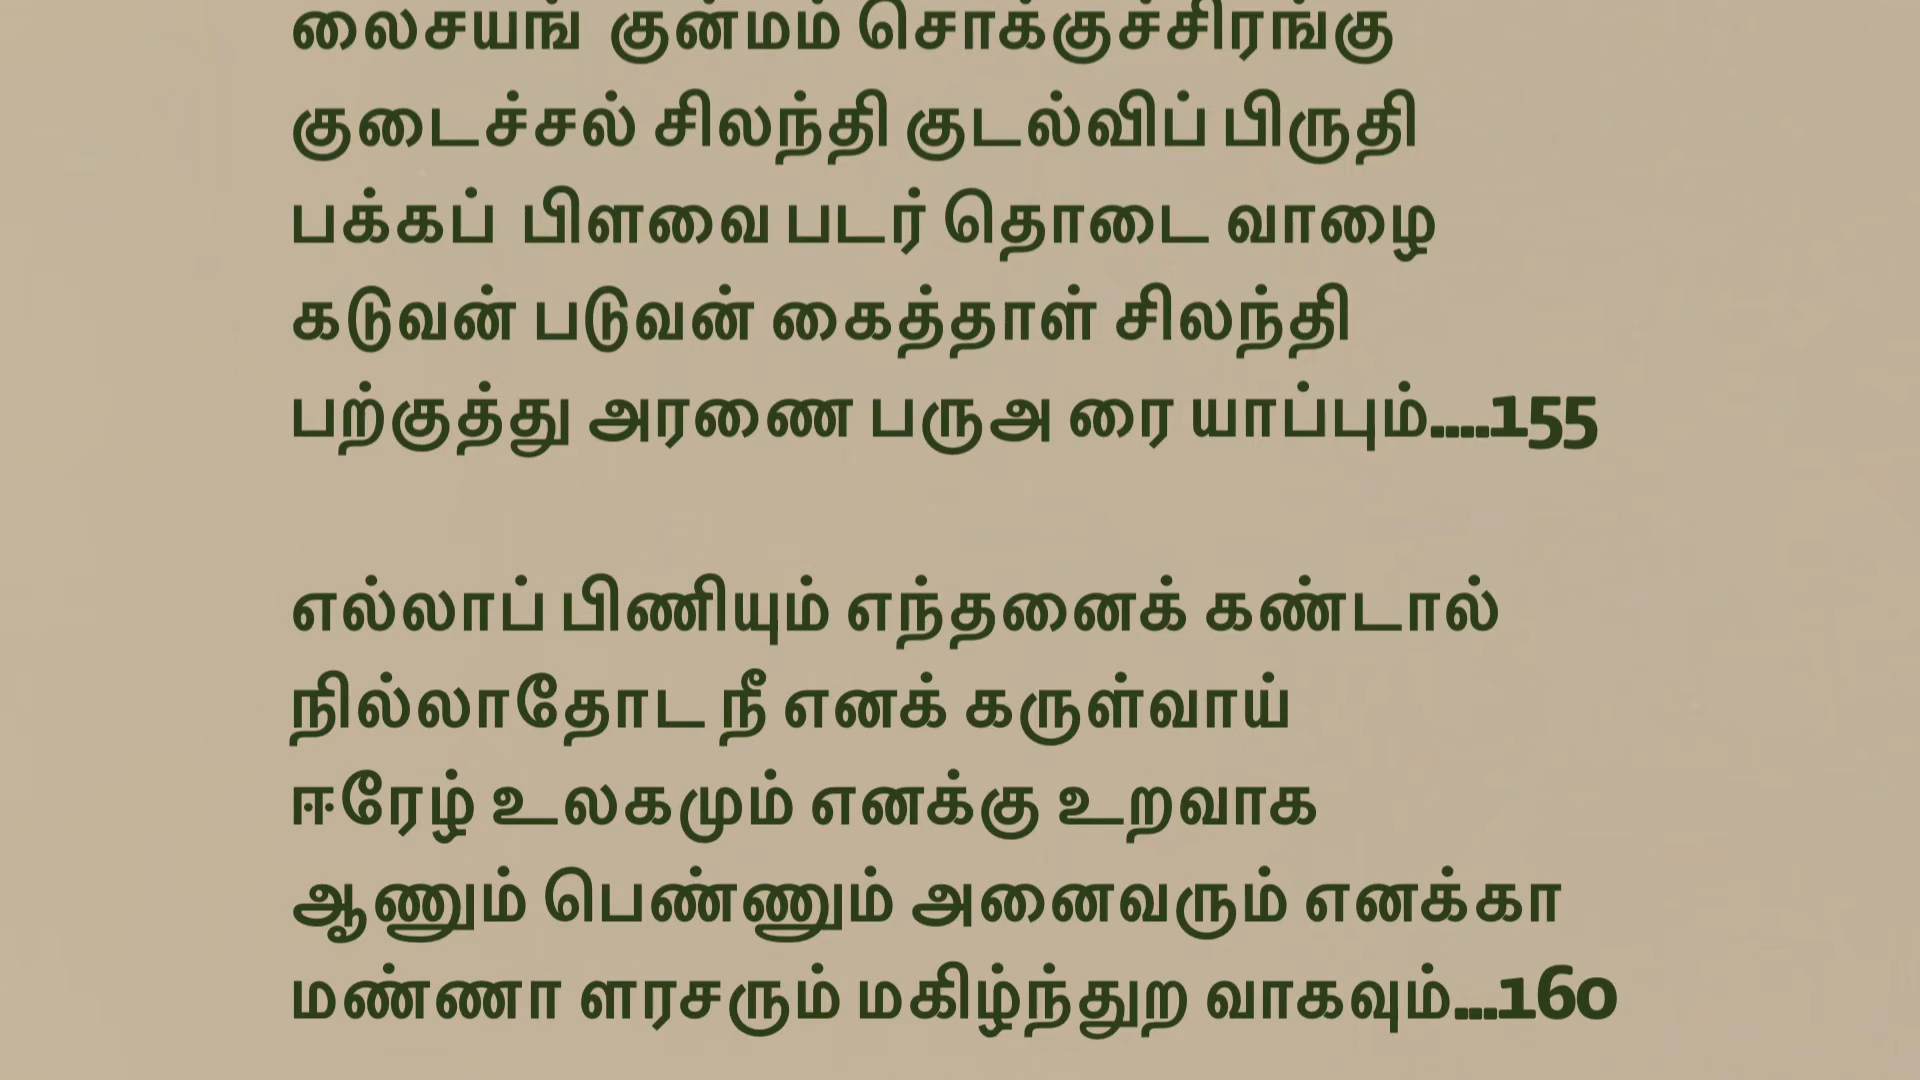 லைசயங் குன்மம் சொக்குச்சிரங்கு
குடைச்சல் சிலந்தி குடல்விப் பிருதி
பக்கப் பிளவை படர் தொடை வாழை
கடுவன் படுவன் கைத்தாள் சிலந்தி
பற்குத்து அரணை பருஅ ரை யாப்பும்....155
எல்லாப் பிணியும் எந்தனைக் கண்டால்
நில்லாதோட நீ எனக் கருள்வாய்
ஈரேழ் உலகமும் எனக்கு உறவாக
ஆணும் பெண்ணும் அனைவரும் எனக்கா
மண்ணா ளரசரும் மகிழ்ந்துற வாகவும்...160